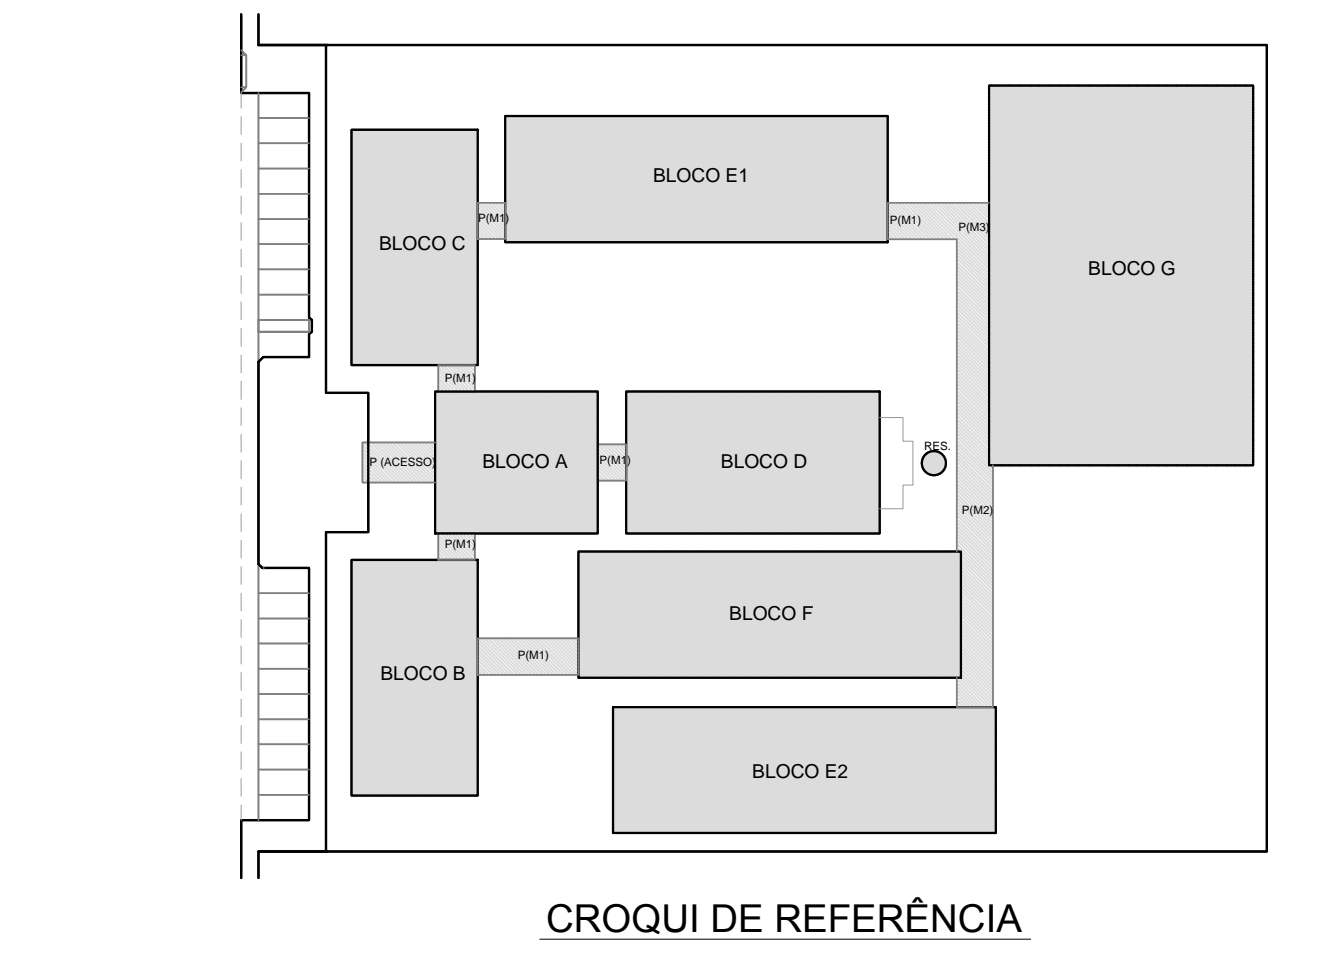 BLOCO E1
P(M1)
P(M1)
P(M3)
BLOCO C
BLOCO G
P(M1)
RES.
P (ACESSO)
BLOCO A
P(M1)
BLOCO D
P(M2)
P(M1)
BLOCO F
P(M1)
BLOCO B
BLOCO E2
CROQUI DE REFERÊNCIA